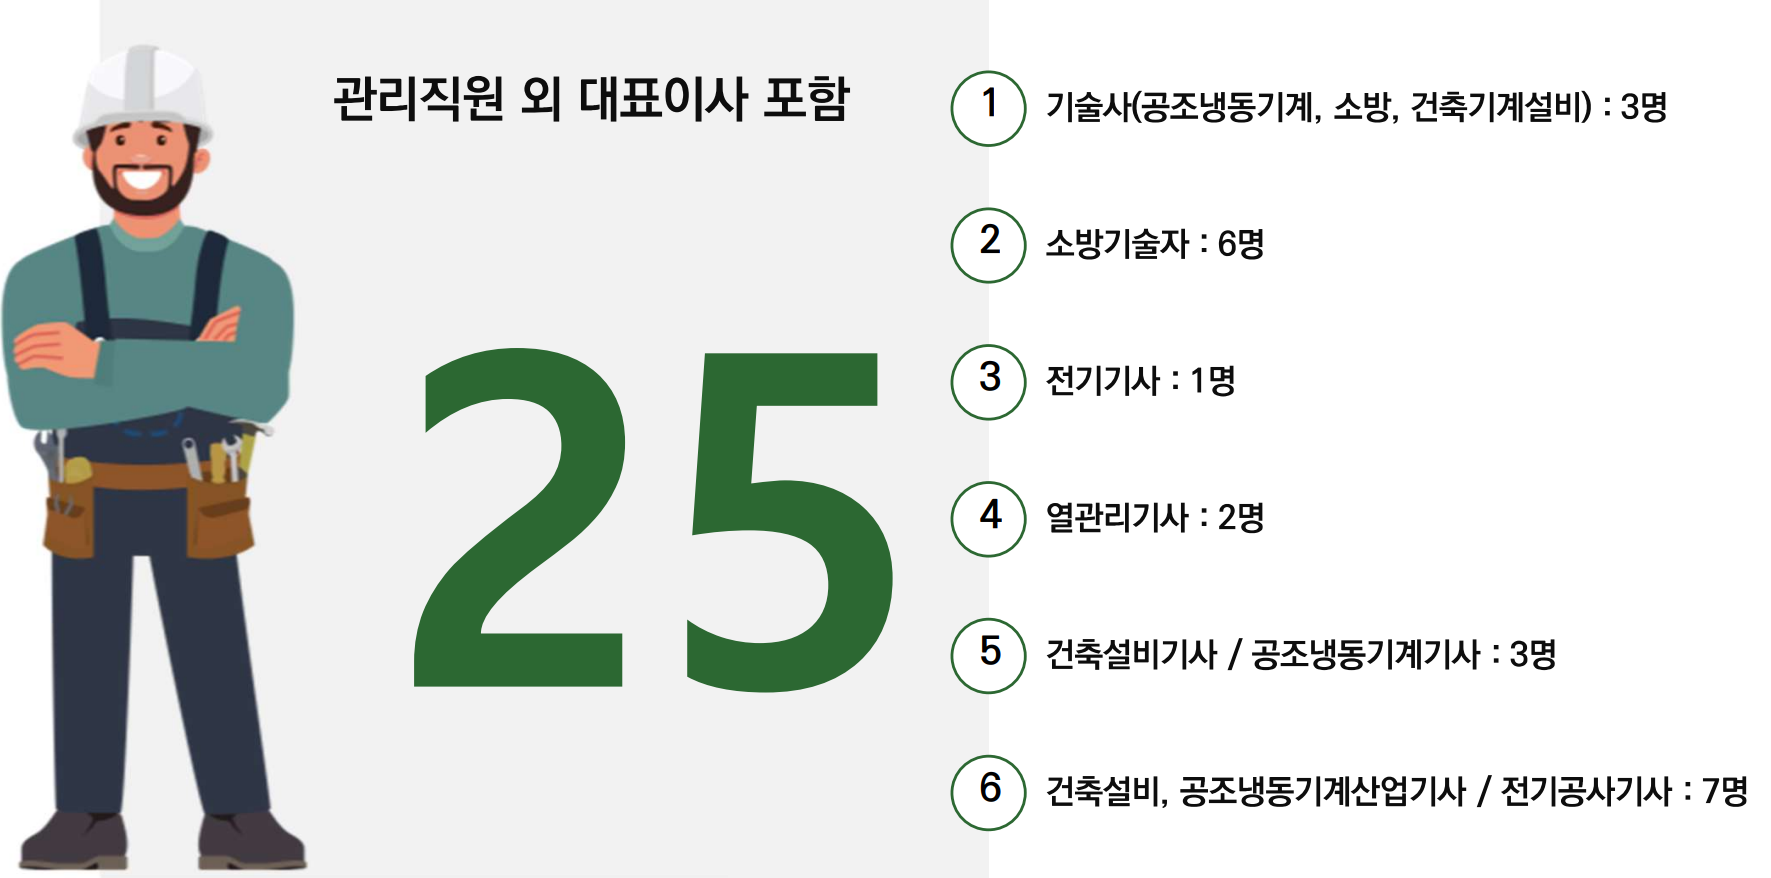 관리직원 외 대표이사 포함
25
1 기술사(공조냉동기계, 소방, 건축기계설비) : 3명
2 소방기술자 : 6명
3 전기기사 : 1명
4 열관리기사 : 2명
5 건축설비기사 / 공조냉동기계기사 : 3명
6 건축설비, 공조냉동기계산업기사 / 전기공사기사 : 7명